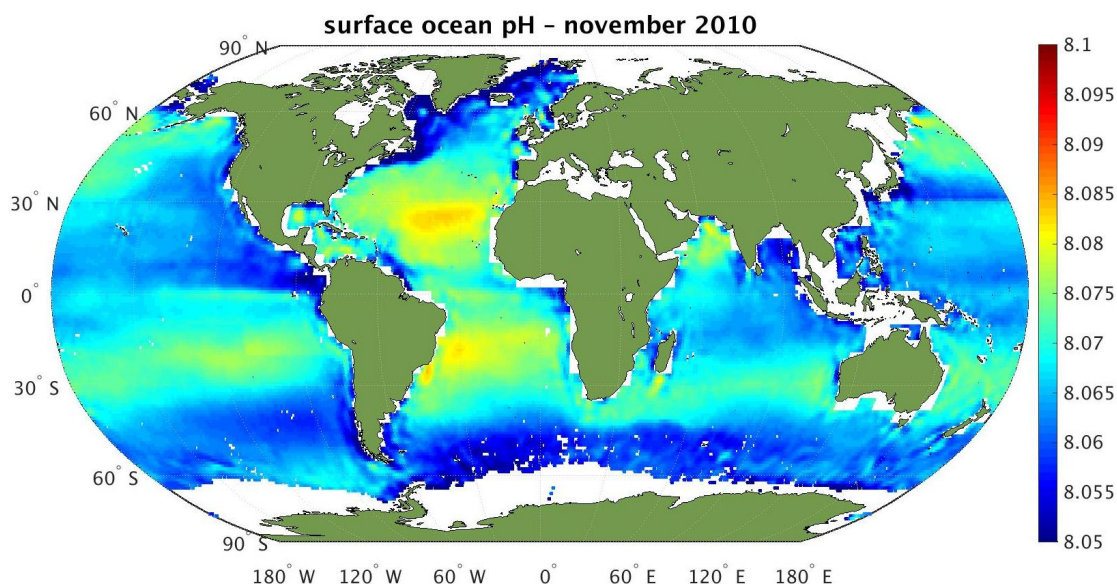 surface ocean pH – november 2010
90° N
60° N
30° N
0°
30° S
60° S
90° S
180° W 120° W 60° W 0° 60° E 120° E 180° E
8.1
8.095
8.09
8.085
8.08
8.075
8.07
8.065
8.06
8.055
8.05